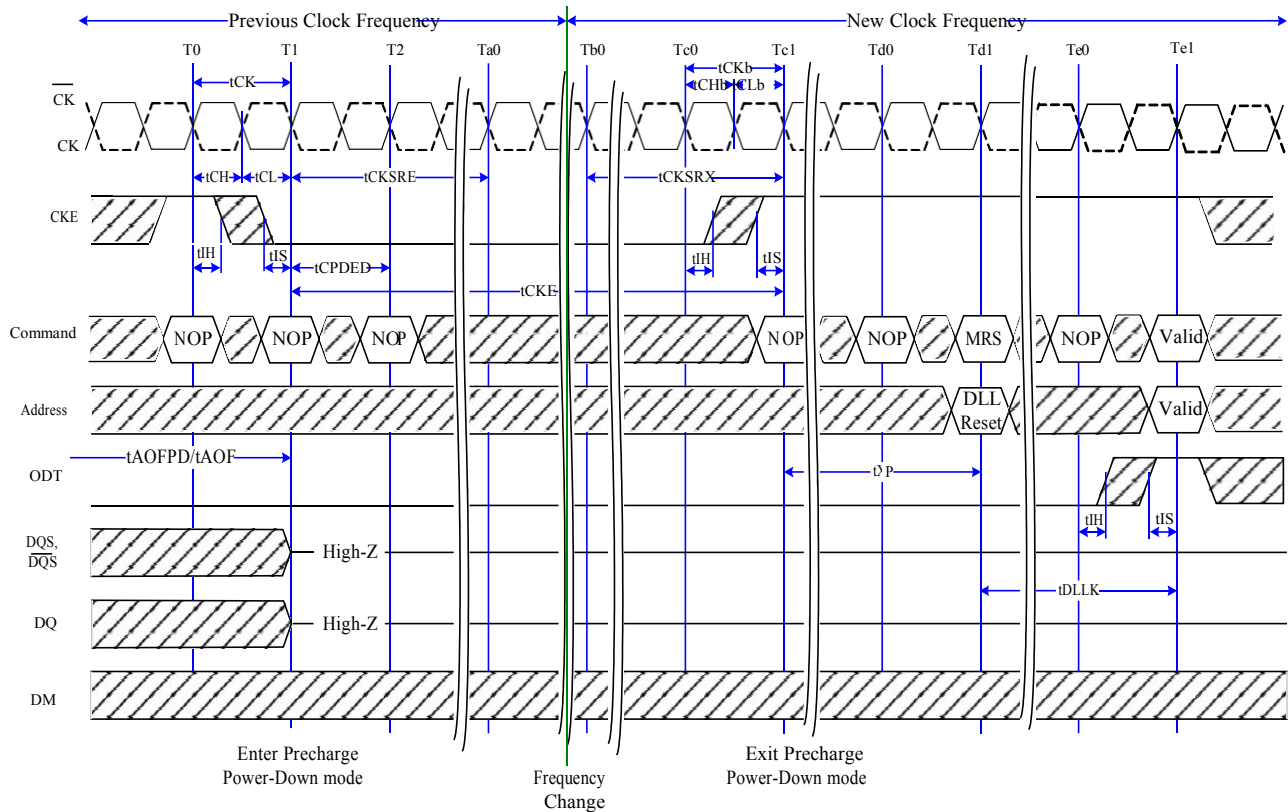 Previous Clock Frequency New Clock Frequency
T0 T1 T2 Ta0 Tb0 Tc0 Tc1 Td0 Td1 Te0 Te1
tCK tCKb
tCHb tCLb
CK
CK
tCH tCL tCKSRE tCKSRX
CKE
tIH tIS tCPDED tIH tIS
tCKE
Command NOP NOP NOP NOP NOP MRS NOP Valid
Address DLL Reset Valid
tAOFPD/tAOF
ODT tXP
tIH tIS
DQS,
DQS High-Z
tDLLK
DQ High-Z
DM
Enter Precharge Exit Precharge
Power-Down mode Frequency Power-Down mode
Change